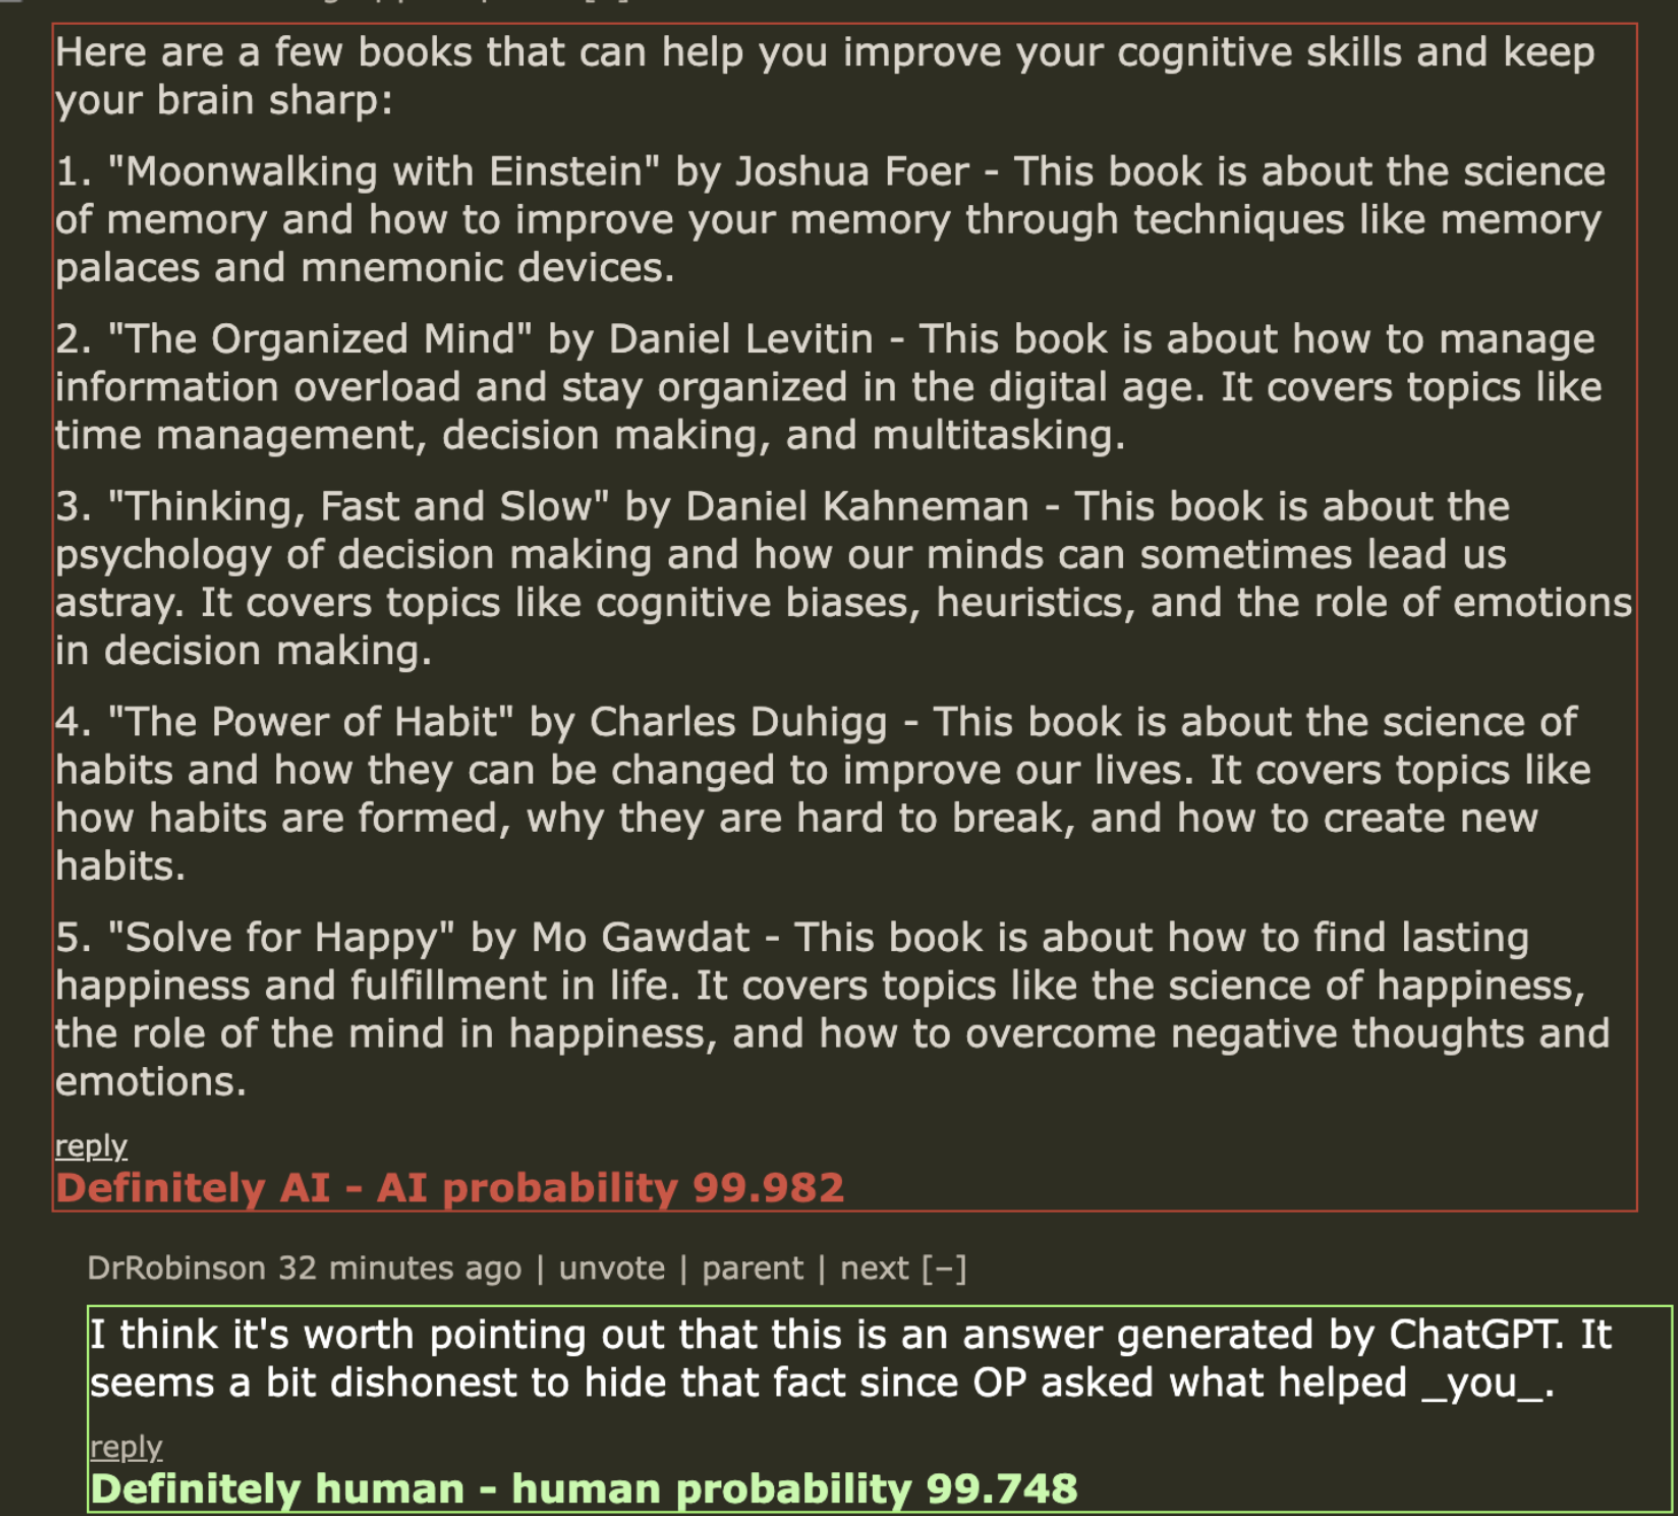 Here are a few books that can help you improve your cognitive skills and keep
your brain sharp:
1. "Moonwalking with Einstein" by Joshua Foer - This book is about the science
of memory and how to improve your memory through techniques like memory
palaces and mnemonic devices.
2. "The Organized Mind" by Daniel Levitin - This book is about how to manage
information overload and stay organized in the digital age. It covers topics like
time management, decision making, and multitasking.
3. "Thinking, Fast and Slow" by Daniel Kahneman - This book is about the
psychology of decision making and how our minds can sometimes lead us
astray. It covers topics like cognitive biases, heuristics, and the role of emotions
in decision making.
4. "The Power of Habit" by Charles Duhigg - This book is about the science of
habits and how they can be changed to improve our lives. It covers topics like
how habits are formed, why they are hard to break, and how to create new
habits.
5. "Solve for Happy" by Mo Gawdat - This book is about how to find lasting
happiness and fulfillment in life. It covers topics like the science of happiness,
the role of the mind in happiness, and how to overcome negative thoughts and
emotions.
reply
Definitely AI - AI probability 99.982
DrRobinson 32 minutes ago | unvote | parent | next [–]
I think it's worth pointing out that this is an answer generated by ChatGPT. It
seems a bit dishonest to hide that fact since OP asked what helped _you_.
reply
Definitely human - human probability 99.748